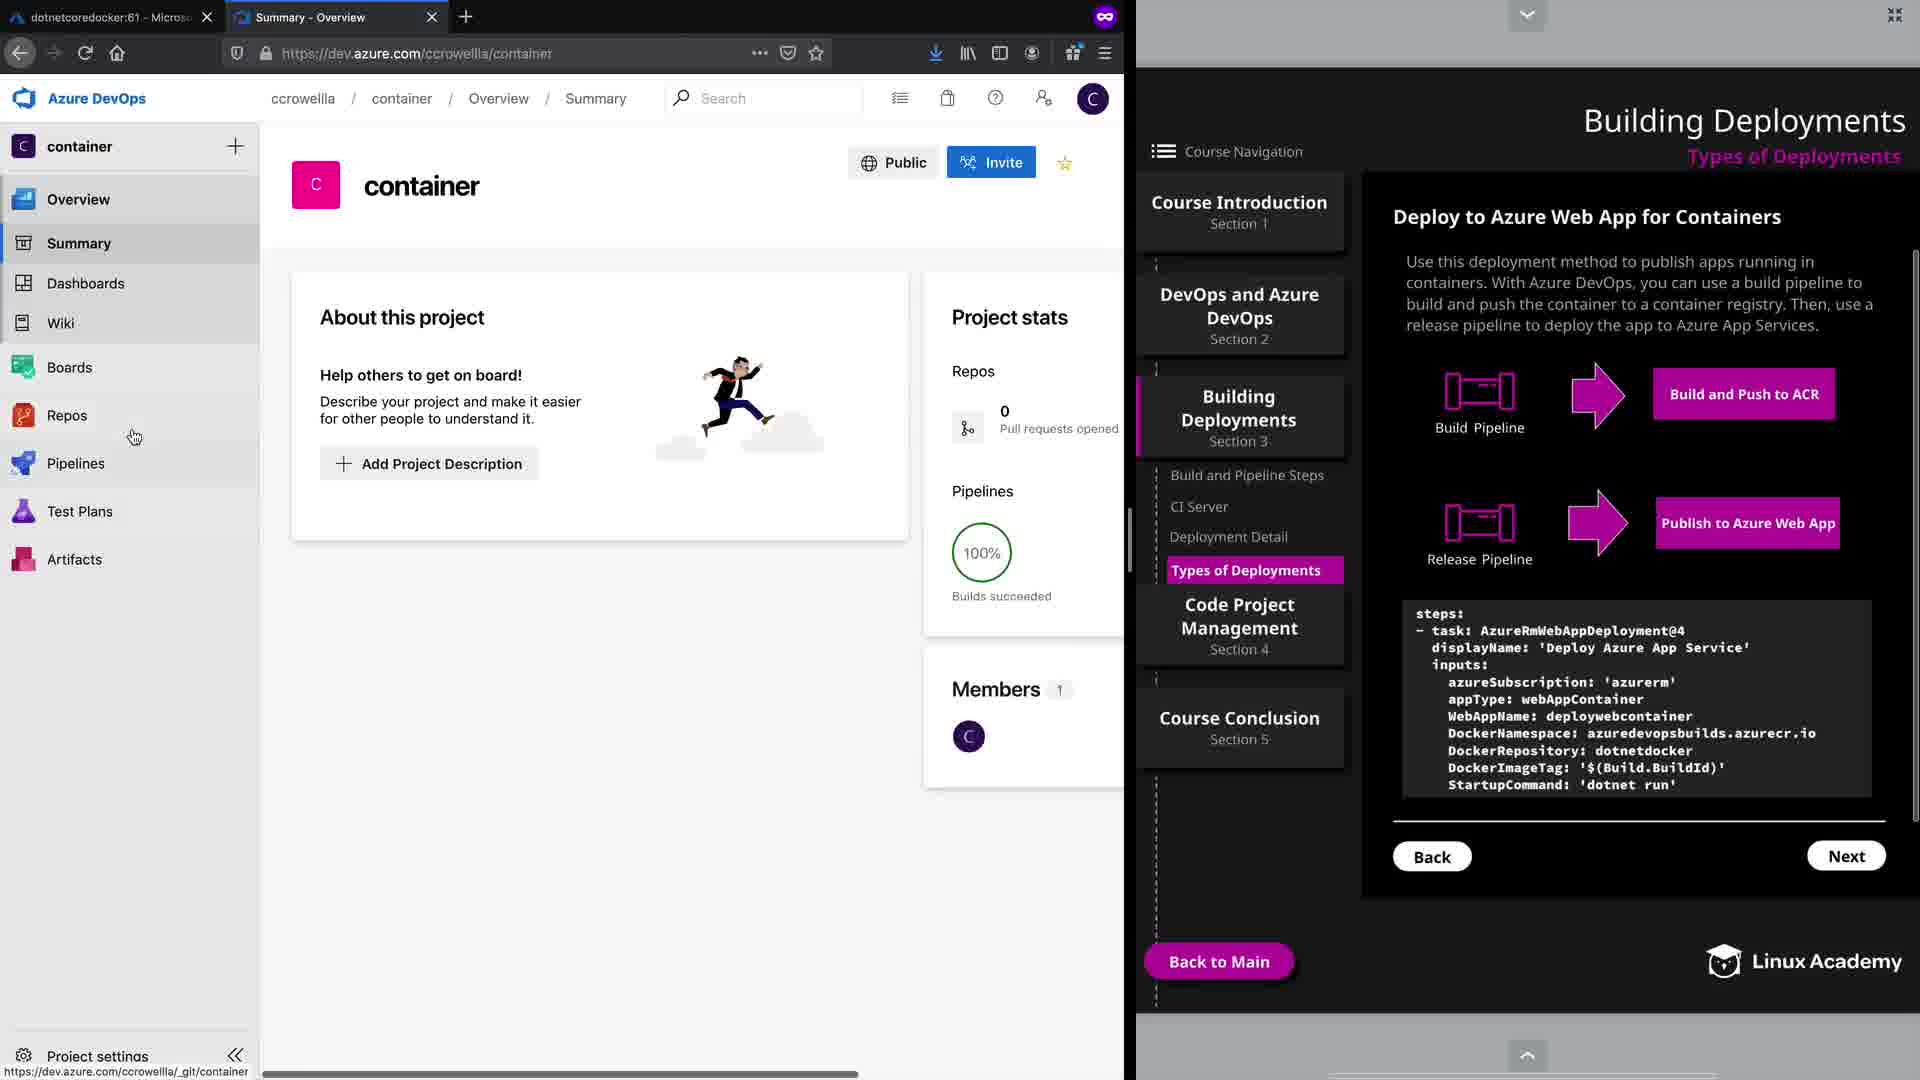 dotnetcoredocker:61 - Micros
Summary - Overview
https://dev.azure.com/ccrowellla/container
Azure DevOps
ccrowellla / container / Overview / Summary
Search
C
C
container
Overview
Summary
Dashboards
Wiki
Boards
Repos
Pipelines
Test Plans
Artifacts
Project settings
https://dev.azure.com/ccrowellla/_git/container
C
container
Public
Invite
About this project
Help others to get on board!
Describe your project and make it easier
for other people to understand it.
Add Project Description
Project stats
Repos
0
Pull requests opened
Pipelines
100%
Builds succeeded
Members 1
C
Building Deployments
Types of Deployments
Course Navigation
Course Introduction
Section 1
DevOps and Azure
DevOps
Section 2
Building
Deployments
Section 3
Build and Pipeline Steps
CI Server
Deployment Detail
Types of Deployments
Code Project
Management
Section 4
Course Conclusion
Section 5
Back to Main
Deploy to Azure Web App for Containers
Use this deployment method to publish apps running in
containers. With Azure DevOps, you can use a build pipeline to
build and push the container to a container registry. Then, use a
release pipeline to deploy the app to Azure App Services.
Build Pipeline
Build and Push to ACR
Release Pipeline
Publish to Azure Web App
steps:
- task: AzureRmWebAppDeployment@4
displayName: 'Deploy Azure App Service'
inputs:
azureSubscription: 'azurerm'
appType: webAppContainer
WebAppName: deploywebcontainer
DockerNamespace: azuredevopsbuilds.azurecr.io
DockerRepository: dotnetdocker
DockerImageTag: '$(Build.BuildId)'
StartupCommand: 'dotnet run'
Back
Next
Linux Academy